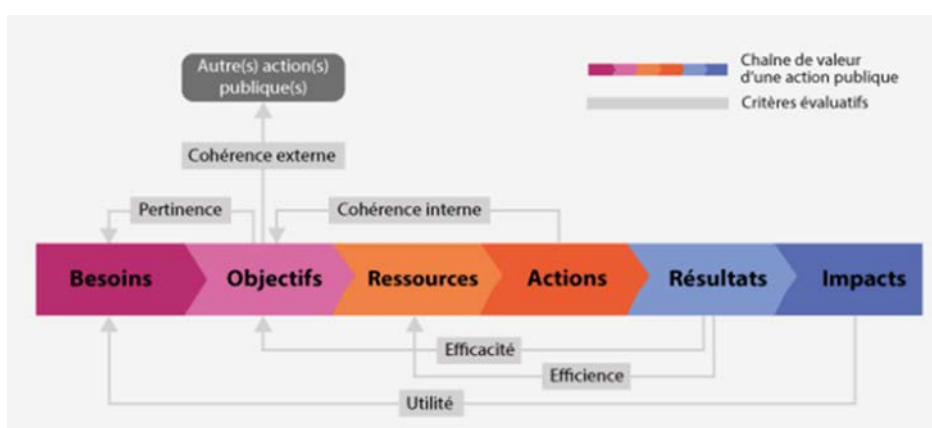 Autre(s) action(s)
publique(s)
Chaîne de valeur
d'une action publique
Critères évaluatifs
Cohérence externe
Pertinence
Cohérence interne
Besoins
Objectifs
Ressources
Actions
Résultats
Impacts
Efficacité
Efficience
Utilité